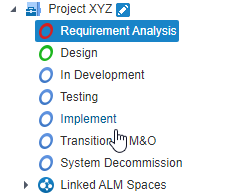 Project XYZ
Requirement Analysis
Design
In Development
Testing
Implement
Transition M&O
System Decommission
Linked ALM Spaces